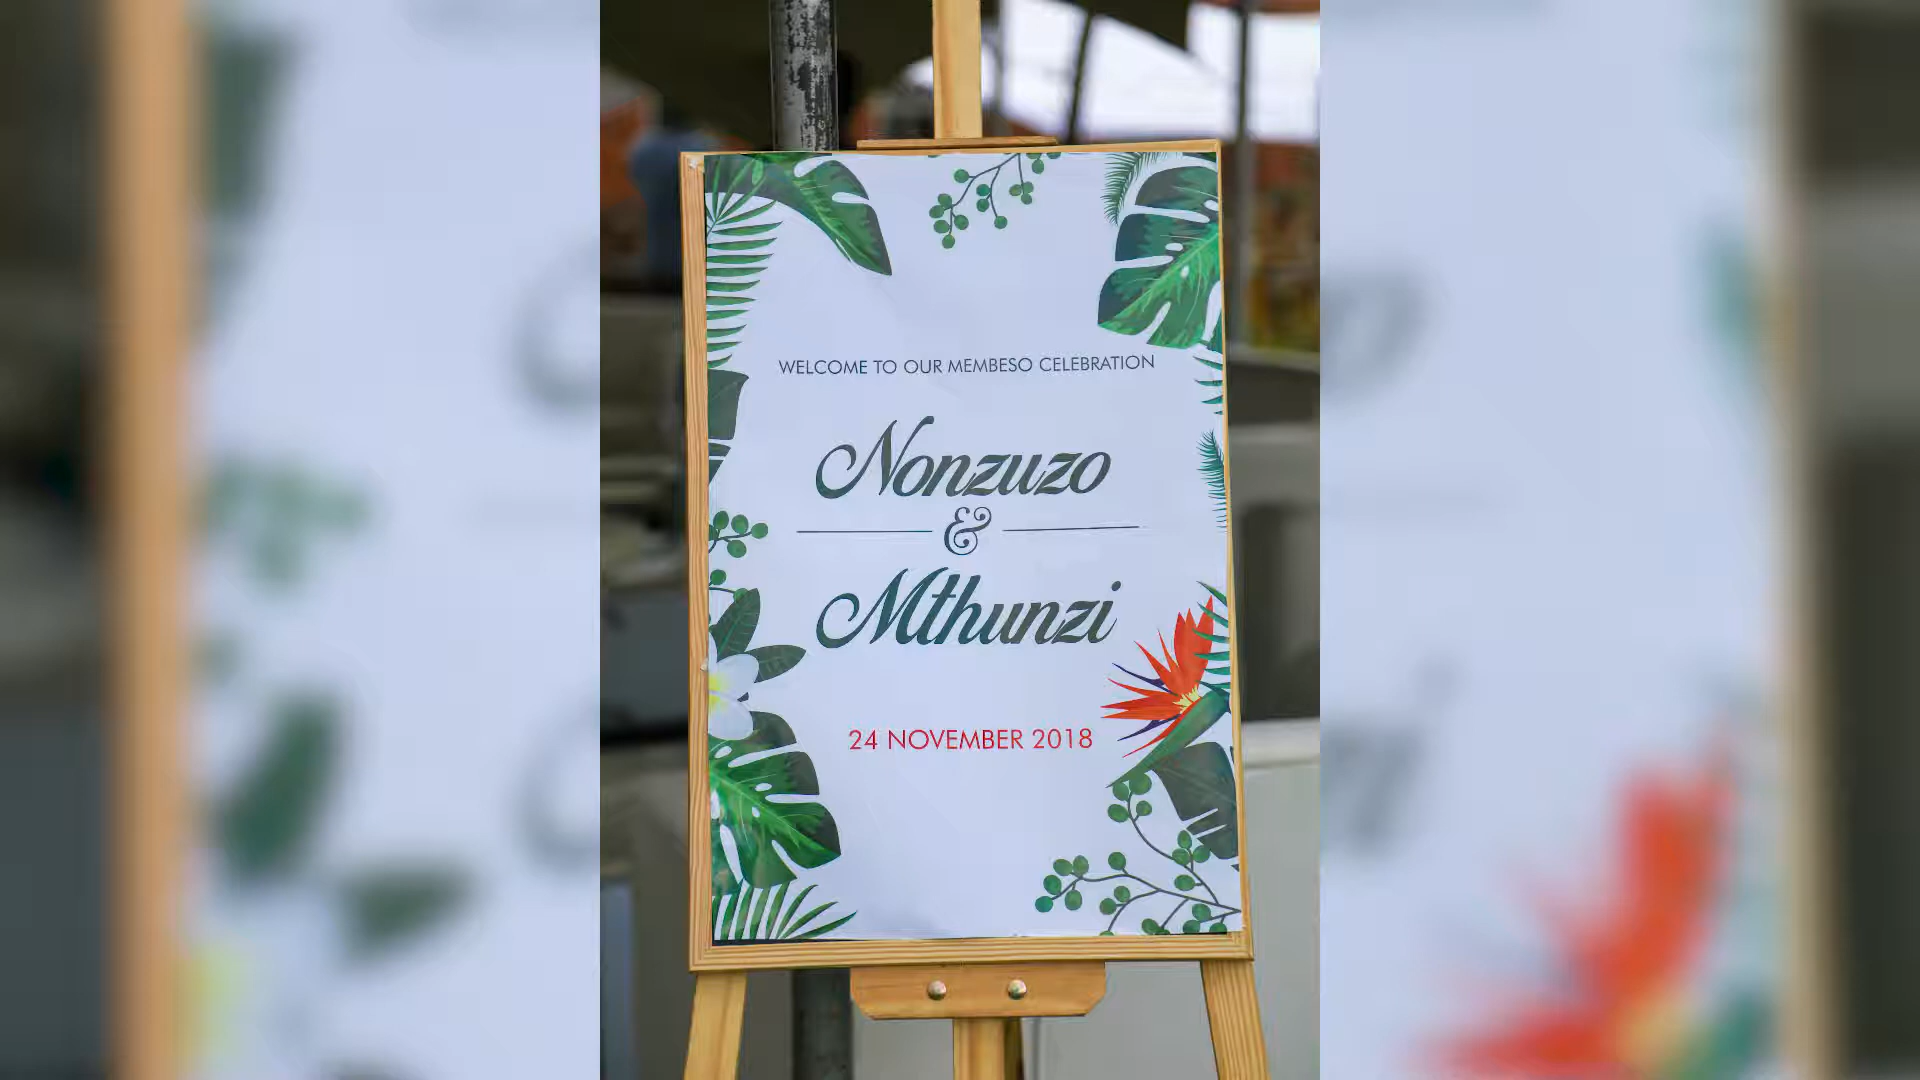 WELCOME TO OUR MEMBESO CELEBRATION
Nonzuzo
&
Mthunzi
24 NOVEMBER 2018